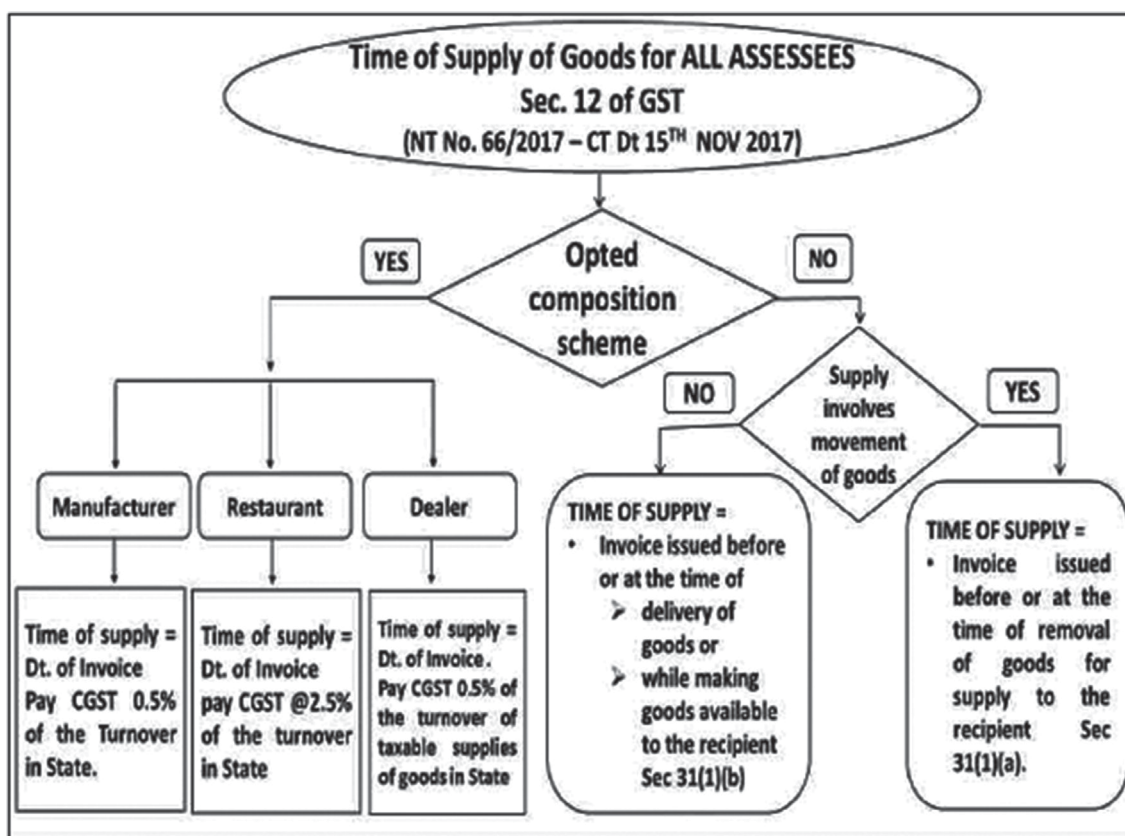 Time of Supply of Goods for ALL ASSESSEES
Sec. 12 of GST
(NT No. 66/2017 – CT Dt 15TH NOV 2017)
YES
Opted
composition
scheme
NO
NO
Supply
involves
movement
of goods
YES
Manufacturer
Restaurant
Dealer
Time of supply =
Dt. of Invoice
Pay CGST 0.5%
of the Turnover
in State.
Time of supply =
Dt. of Invoice
pay CGST @2.5%
of the turnover
in State
Time of supply =
Dt. of Invoice.
Pay CGST 0.5% of
the turnover of
taxable supplies
of goods in State
TIME OF SUPPLY =
• Invoice issued before
or at the time of
➢ delivery of
goods or
➢ while making
goods available
to the recipient
Sec 31(1)(b)
TIME OF SUPPLY =
• Invoice issued
before or at the
time of removal
of goods for
supply to the
recipient Sec
31(1)(a).